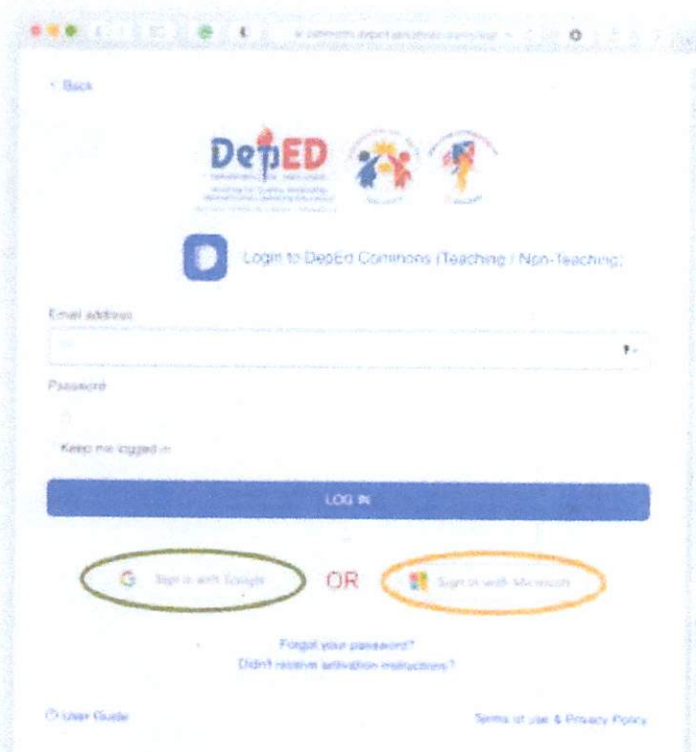 Back
DepED
Login to DepEd Commons (Teaching / Non-Teaching)
Email address
Password
Keep me logged in
LOG IN
Sign in with Google OR Sign in with Microsoft
Forgot your password?
Didn't receive activation instructions?
User Guide
Terms of use & Privacy Policy